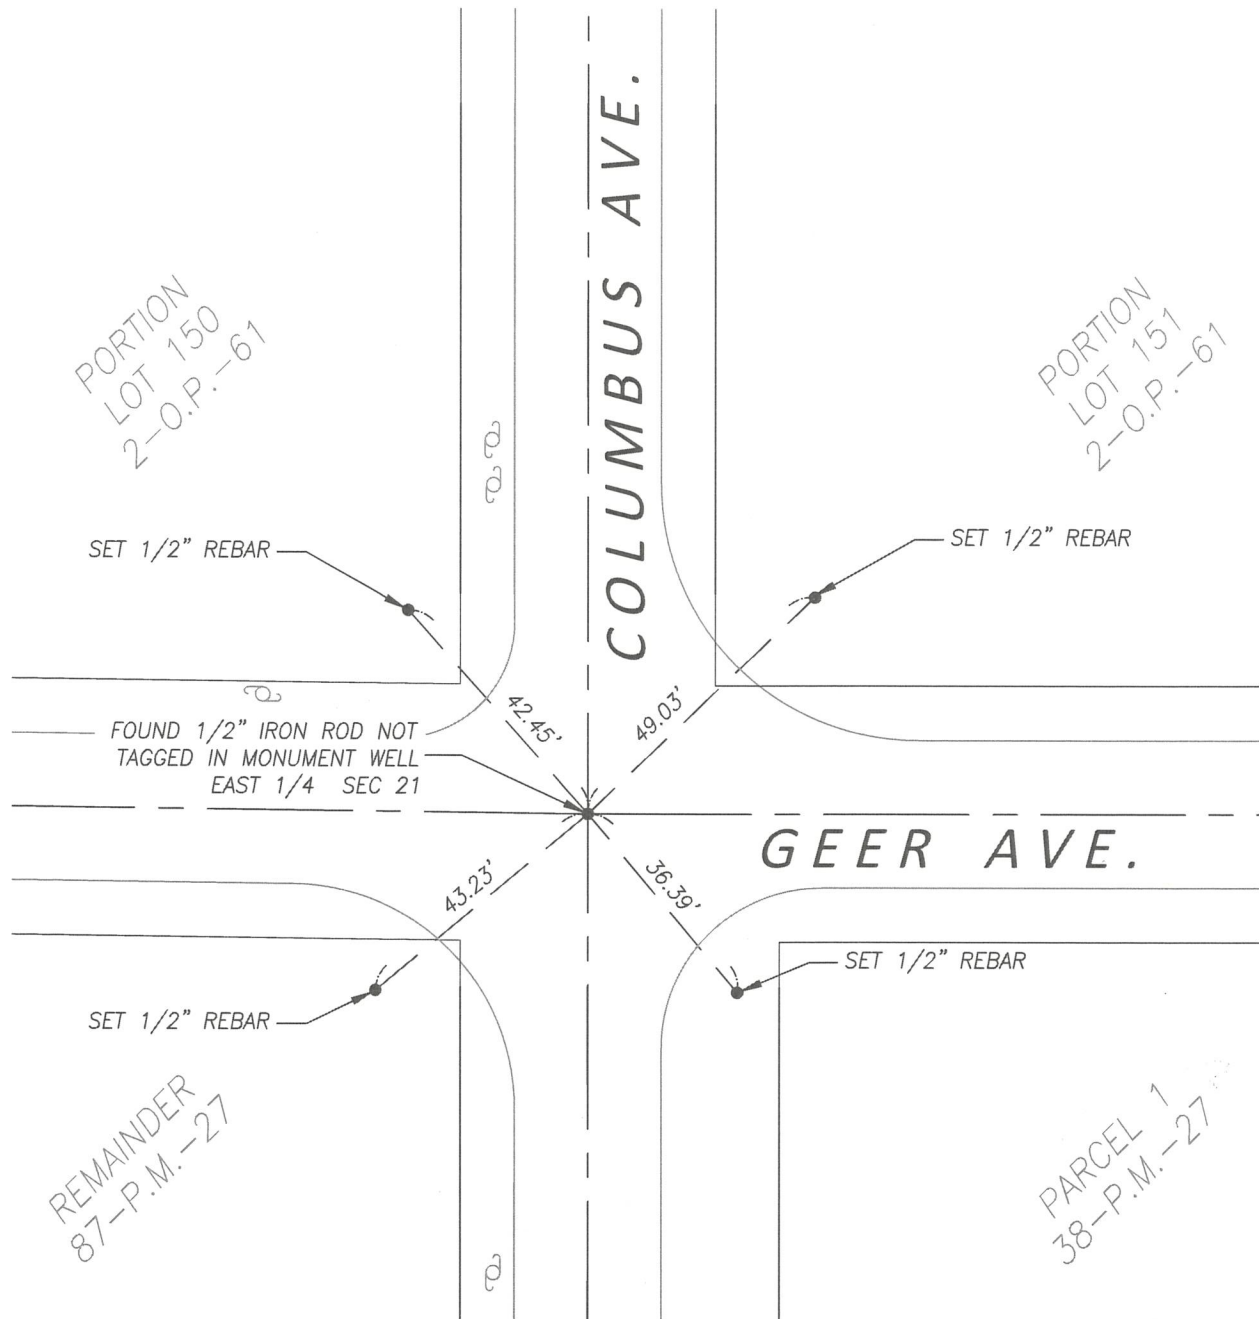 COLUMBUS AVE.
PORTION
LOT 150
2-O.P.-61
PORTION
LOT 151
2-O.P.-61
SET 1/2" REBAR
SET 1/2" REBAR
42.45'
49.03'
FOUND 1/2" IRON ROD NOT
TAGGED IN MONUMENT WELL
EAST 1/4 SEC 21
GEER AVE.
43.23'
36.39'
SET 1/2" REBAR
SET 1/2" REBAR
REMAINDER
87-P.M.-27
PARCEL 1
38-P.M.-27